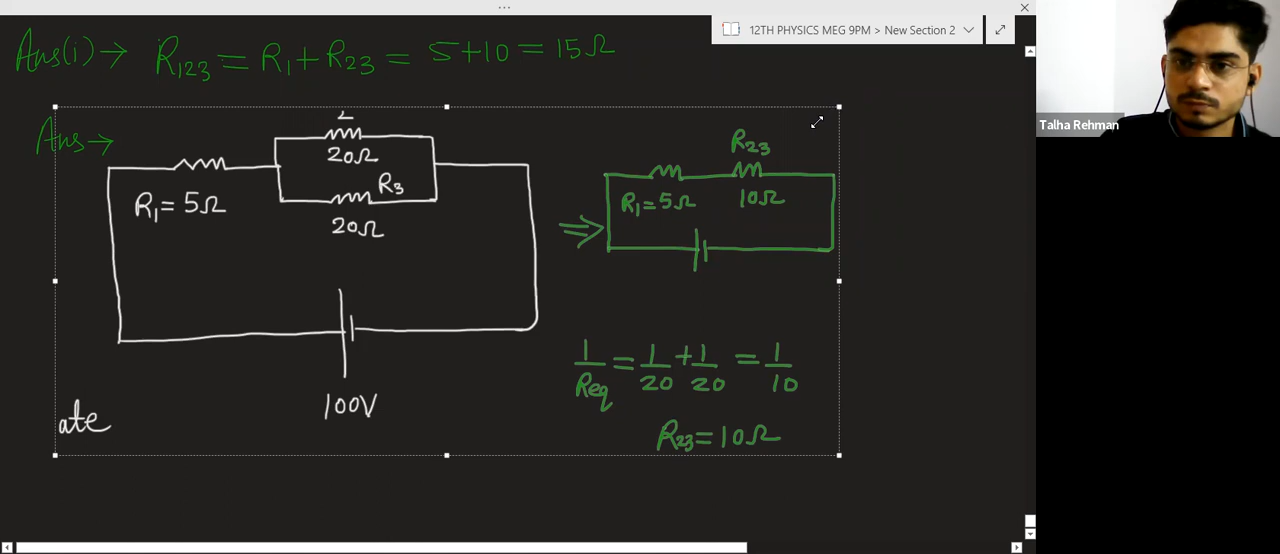 12TH PHYSICS MEG 9PM > New Section 2
Ans(i) → R₁₂₃ = R₁ + R₂₃ = 5+10 = 15Ω
Talha Rehman
Ans →
20Ω
R₁ = 5Ω
R₃
20Ω
100V
ate
R₂₃
R₁ = 5Ω
10Ω
⇒
1/Req = 1/20 + 1/20 = 1/10
R₂₃ = 10Ω